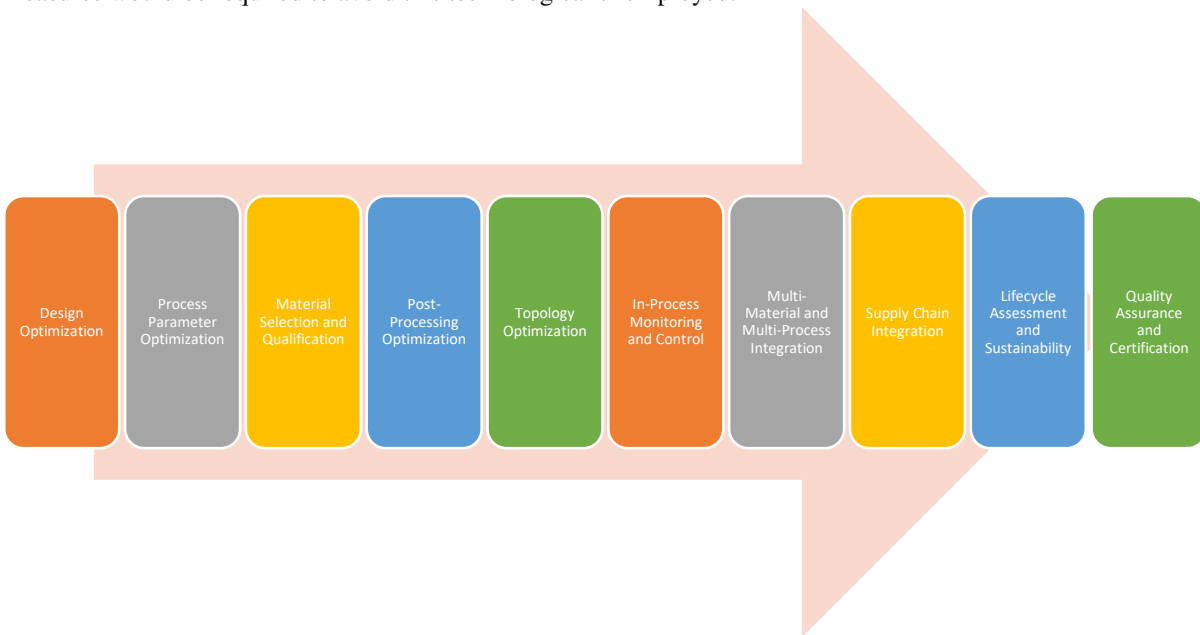 Design
Optimization
Process
Parameter
Optimization
Material
Selection and
Qualification
Post-
Processing
Optimization
Topology
Optimization
In-Process
Monitoring
and Control
Multi-
Material and
Multi-Process
Integration
Supply Chain
Integration
Lifecycle
Assessment
and
Sustainability
Quality
Assurance
and
Certification